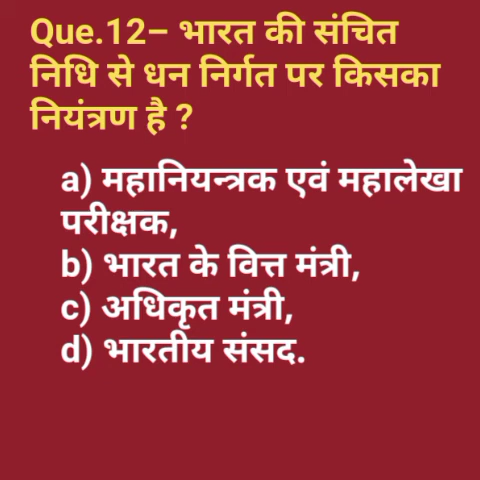 Que.12– भारत की संचित
निधि से धन निर्गत पर किसका
नियंत्रण है ?
a) महानियन्त्रक एवं महालेखा
परीक्षक,
b) भारत के वित्त मंत्री,
c) अधिकृत मंत्री,
d) भारतीय संसद.